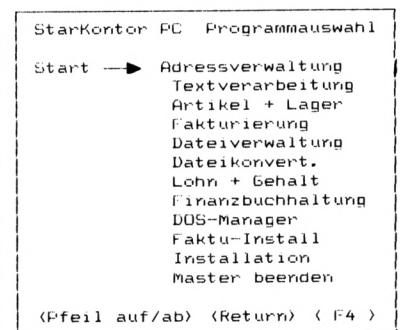 StarKontor PC Programmauswahl
Start → Adressverwaltung
Textverarbeitung
Artikel + Lager
Fakturierung
Dateiverwaltung
Dateikonvert.
Lohn + Gehalt
Finanzbuchhaltung
DOS-Manager
Faktu-Install
Installation
Master beenden
<Pfeil auf/ab> <Return> < F4 >